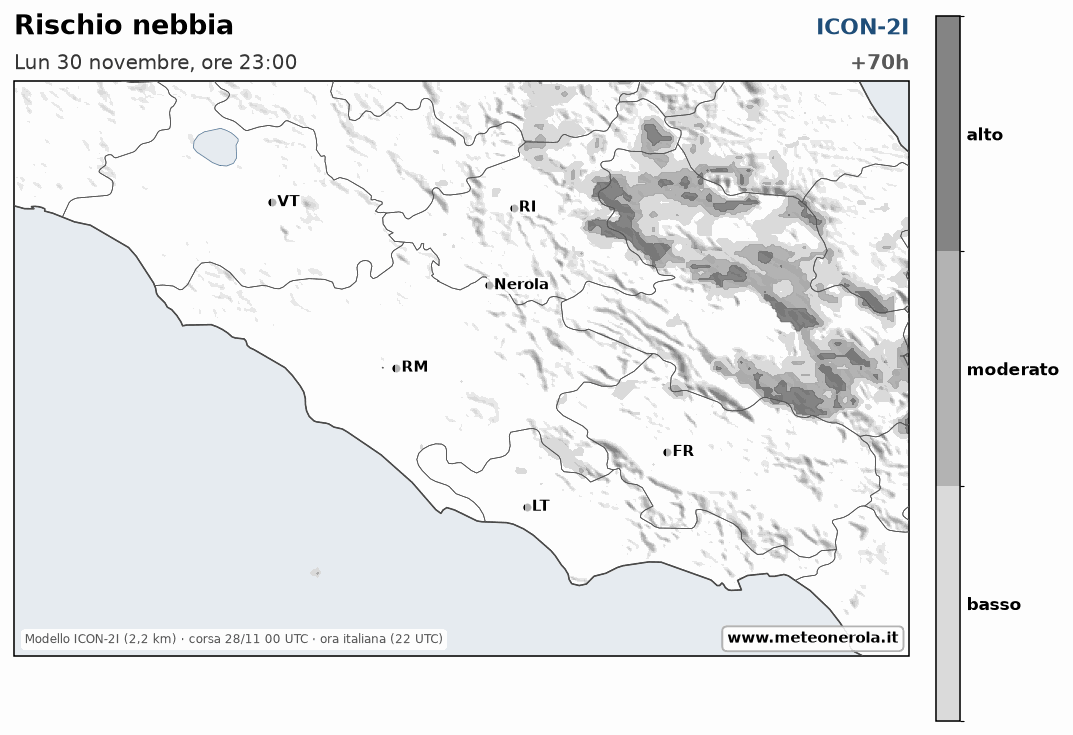 Rischio nebbia
ICON-2I
Lun 30 novembre, ore 23:00
+70h
alto
VT
RI
Nerola
RM
moderato
FR
LT
basso
Modello ICON-2I (2,2 km) · corsa 28/11 00 UTC · ora italiana (22 UTC)
www.meteonerola.it